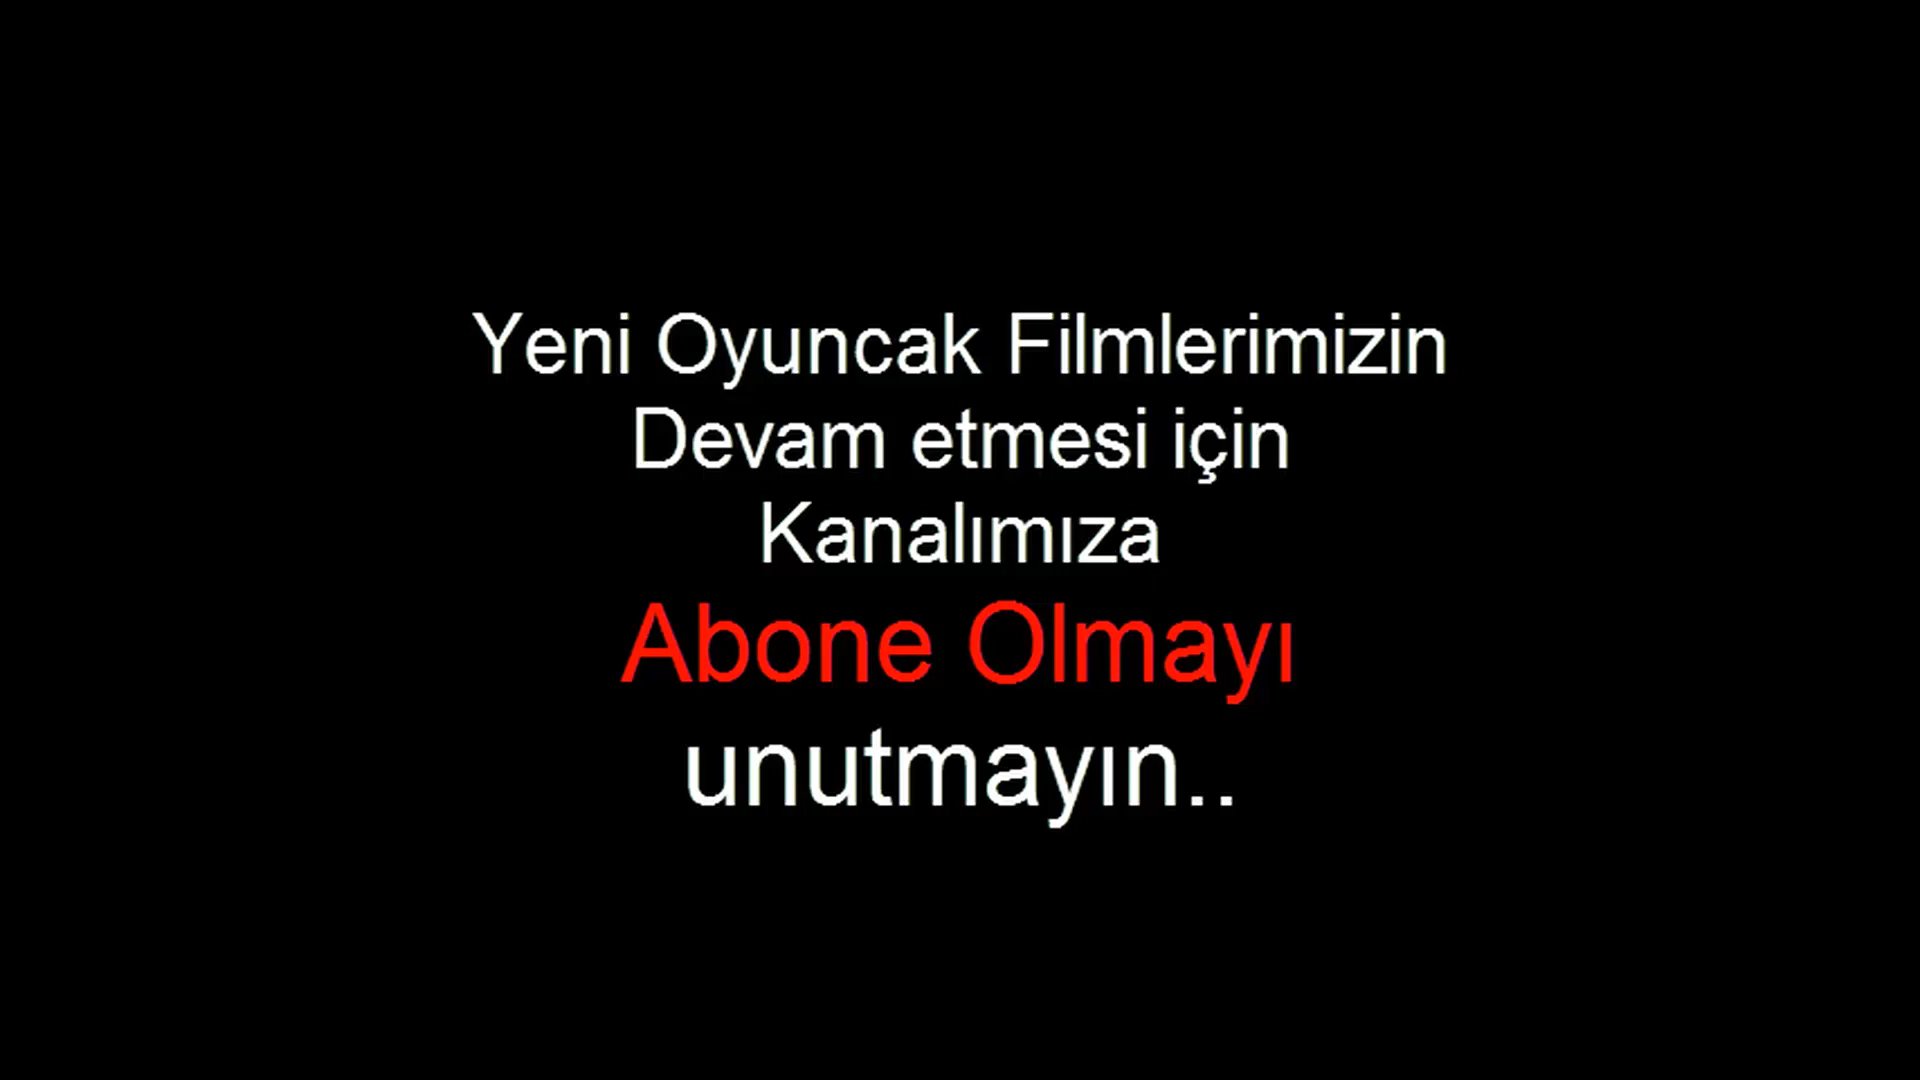 Yeni Oyuncak Filmlerimizin
Devam etmesi için
Kanalımıza
Abone Olmayı
unutmayın..